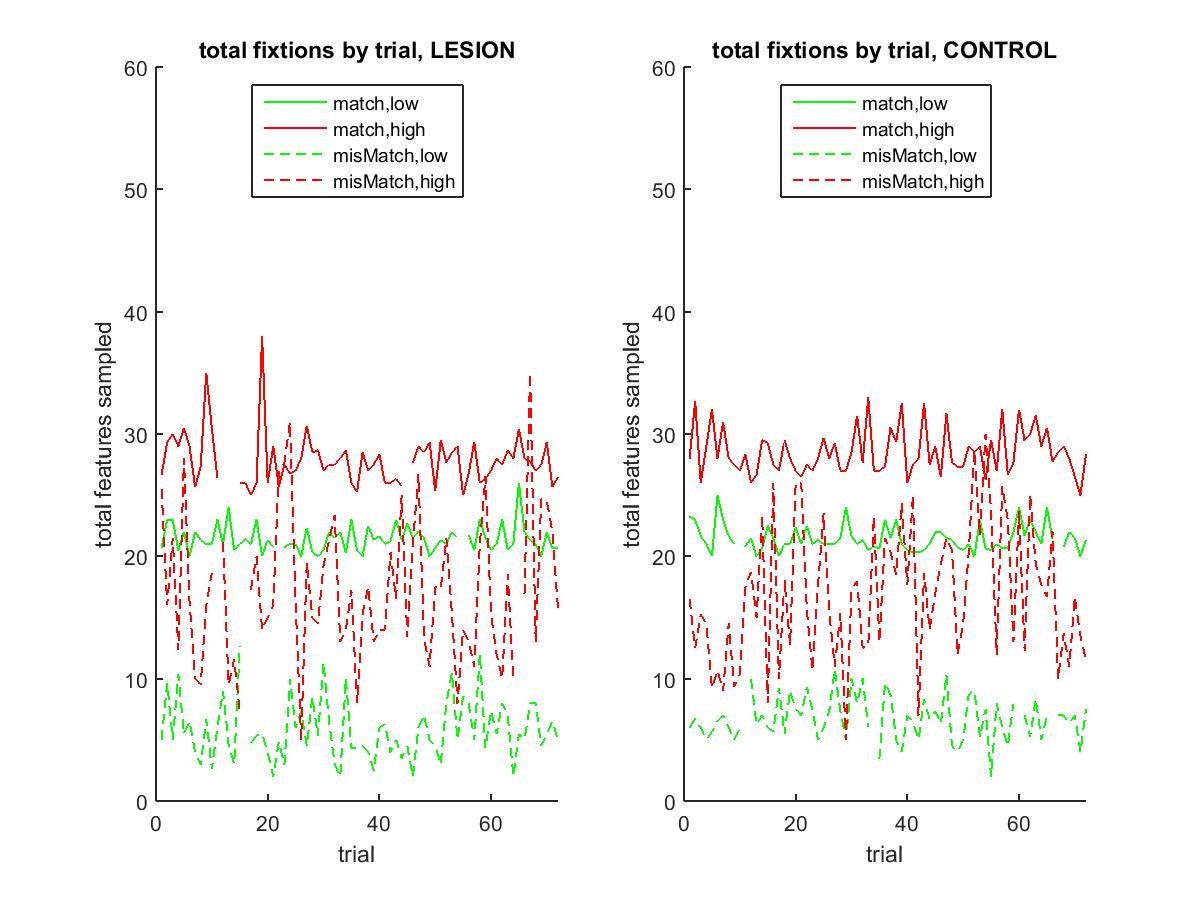 total fixtions by trial, LESION
match,low
match,high
misMatch,low
misMatch,high
60
50
40
30
20
10
0
total features sampled
0 20 40 60
trial
total fixtions by trial, CONTROL
match,low
match,high
misMatch,low
misMatch,high
60
50
40
30
20
10
0
total features sampled
0 20 40 60
trial